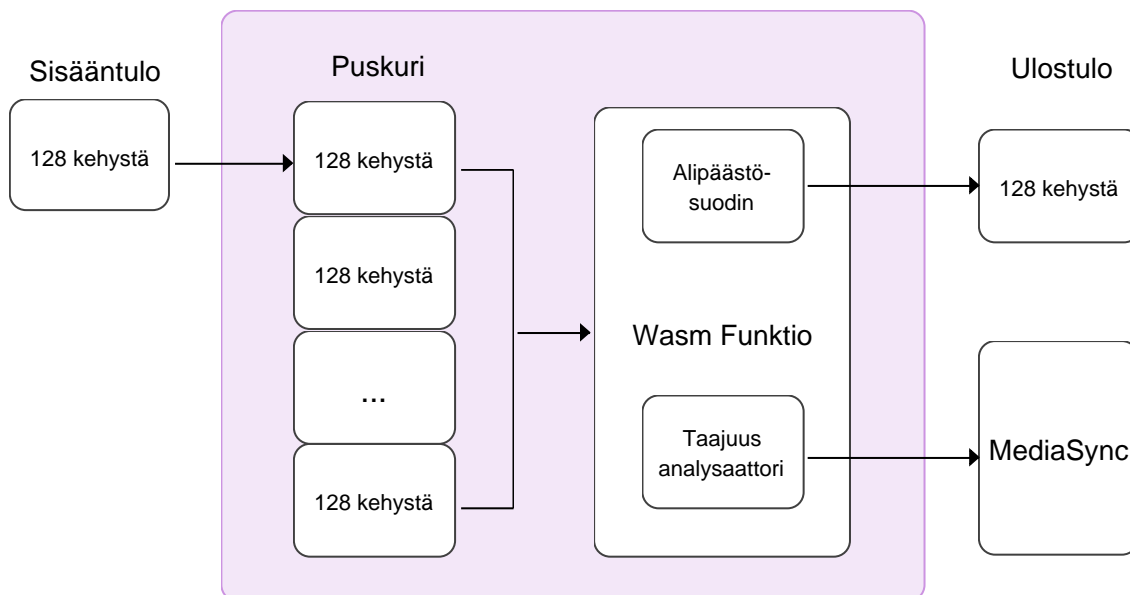 Sisääntulo
128 kehystä
Puskuri
128 kehystä
128 kehystä
...
128 kehystä
Alipäästö-
suodin
Wasm Funktio
Taajuus
analysaattori
Ulostulo
128 kehystä
MediaSync